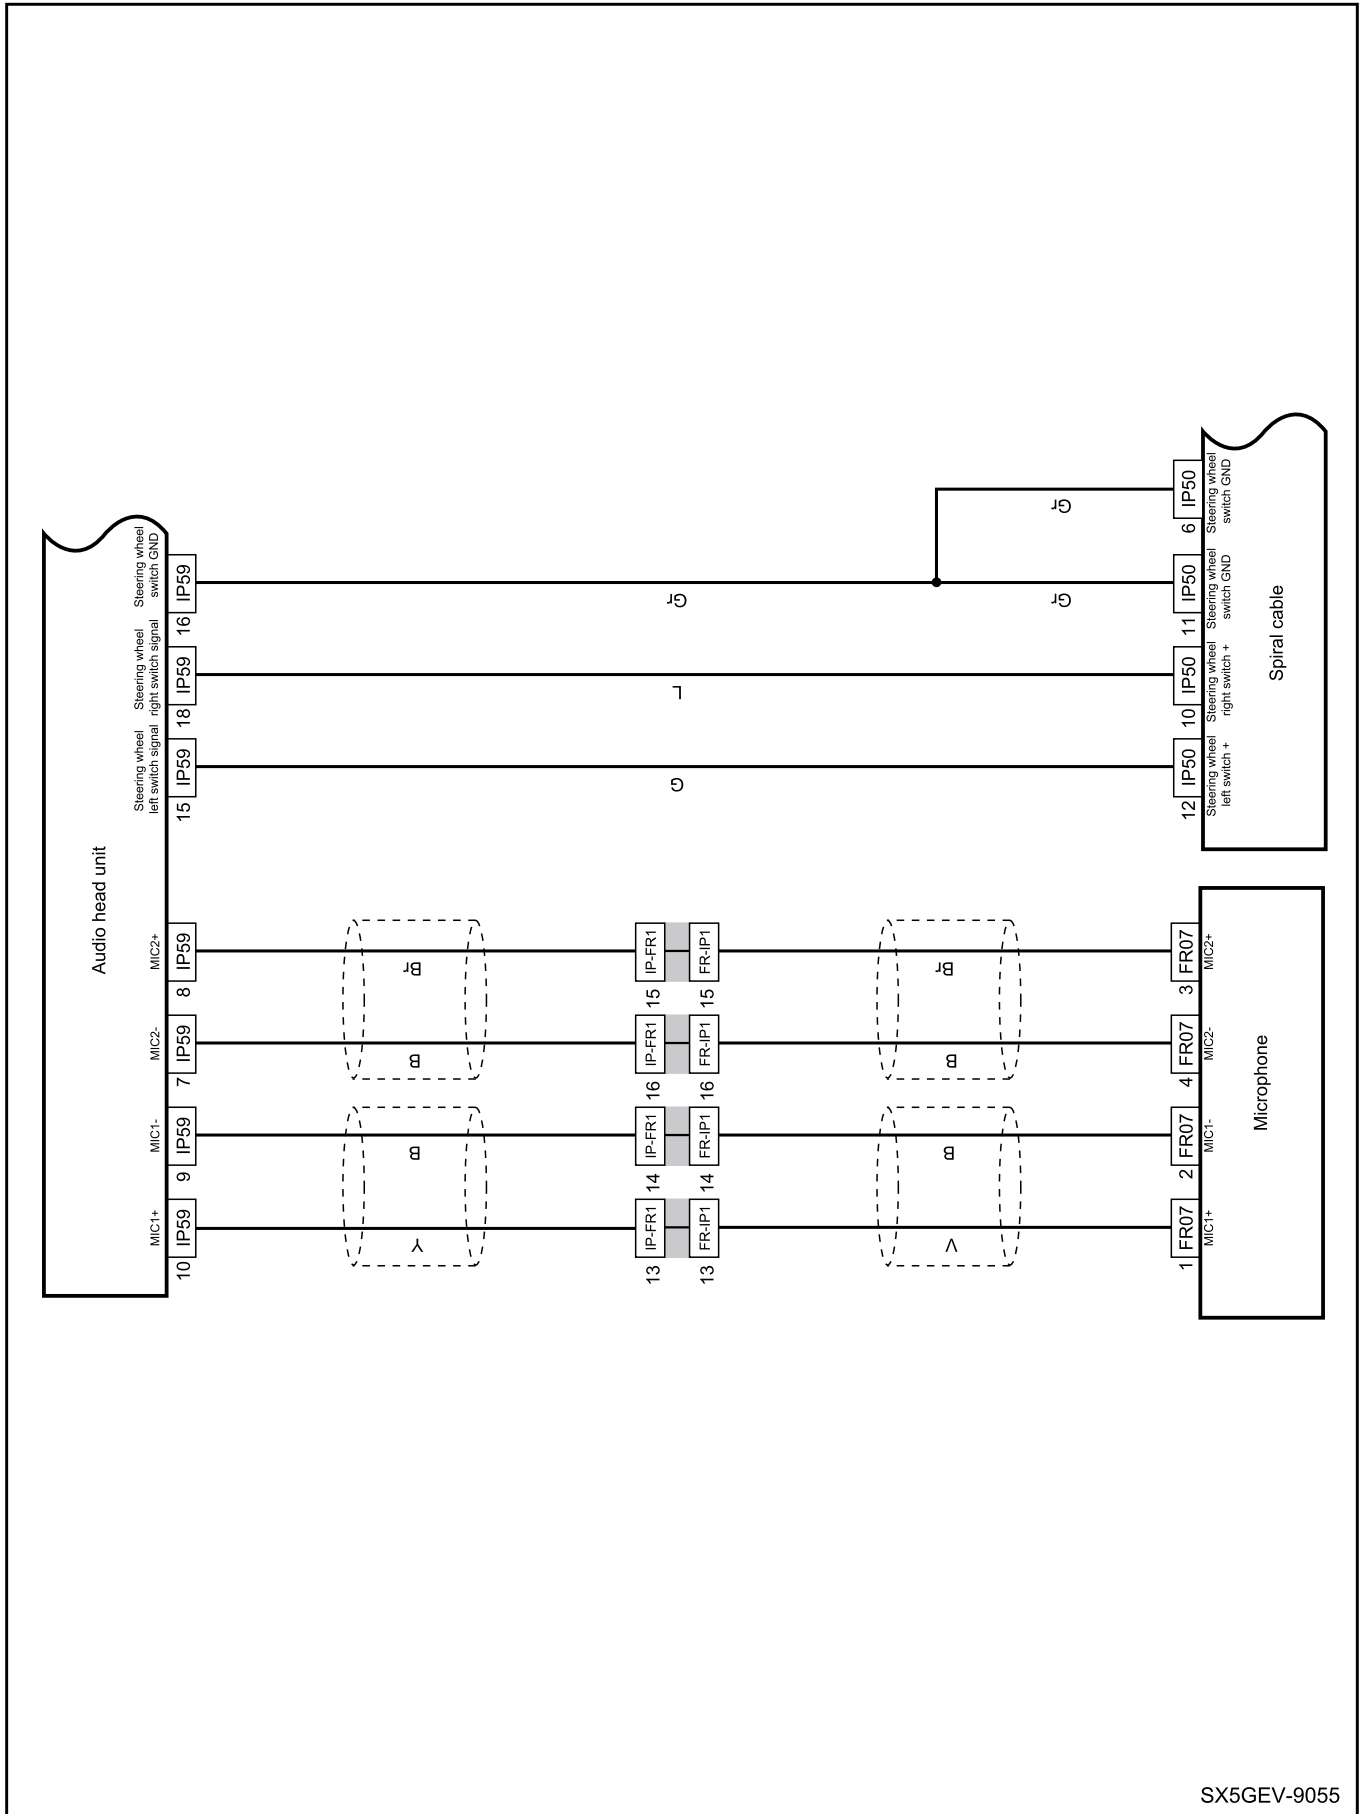 Audio head unit
MIC1+
MIC1-
MIC2-
MIC2+
Steering wheel
left switch signal
Steering wheel
right switch signal
Steering wheel
switch GND
10 IP59
9 IP59
7 IP59
8 IP59
15 IP59
18 IP59
16 IP59
Y
B
B
Br
13 IP-FR1
14 IP-FR1
16 IP-FR1
15 IP-FR1
G
L
Gr
13 FR-IP1
14 FR-IP1
16 FR-IP1
15 FR-IP1
V
B
B
Br
Gr
Gr
1 FR07
2 FR07
4 FR07
3 FR07
12 IP50
10 IP50
11 IP50
6 IP50
MIC1+
MIC1-
MIC2-
MIC2+
Steering wheel
left switch +
Steering wheel
right switch +
Steering wheel
switch GND
Steering wheel
switch GND
Microphone
Spiral cable
SX5GEV-9055